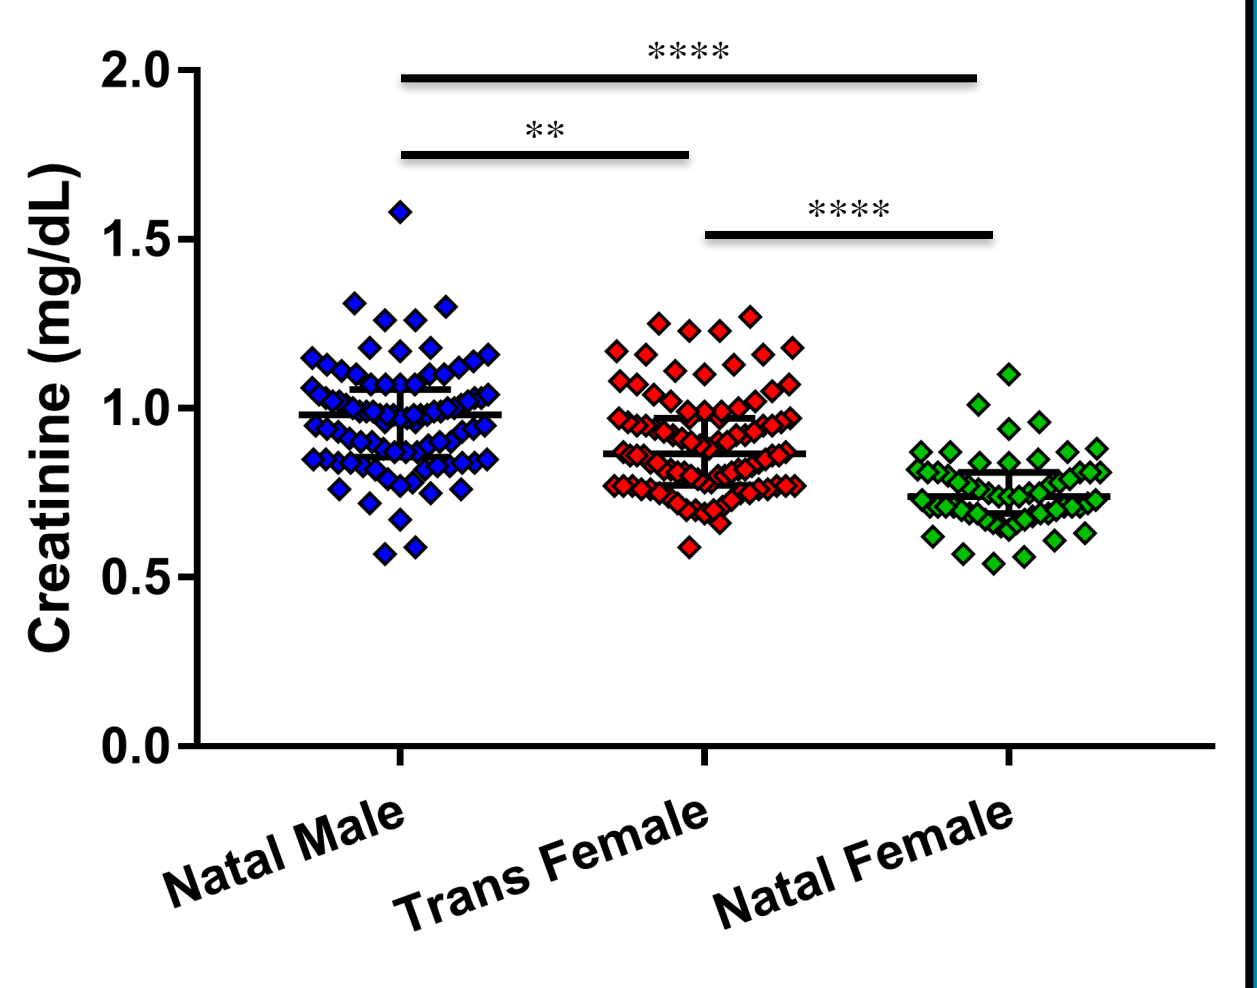 Creatinine (mg/dL)
2.0
1.5
1.0
0.5
0.0
****
**
****
Natal Male
Trans Female
Natal Female